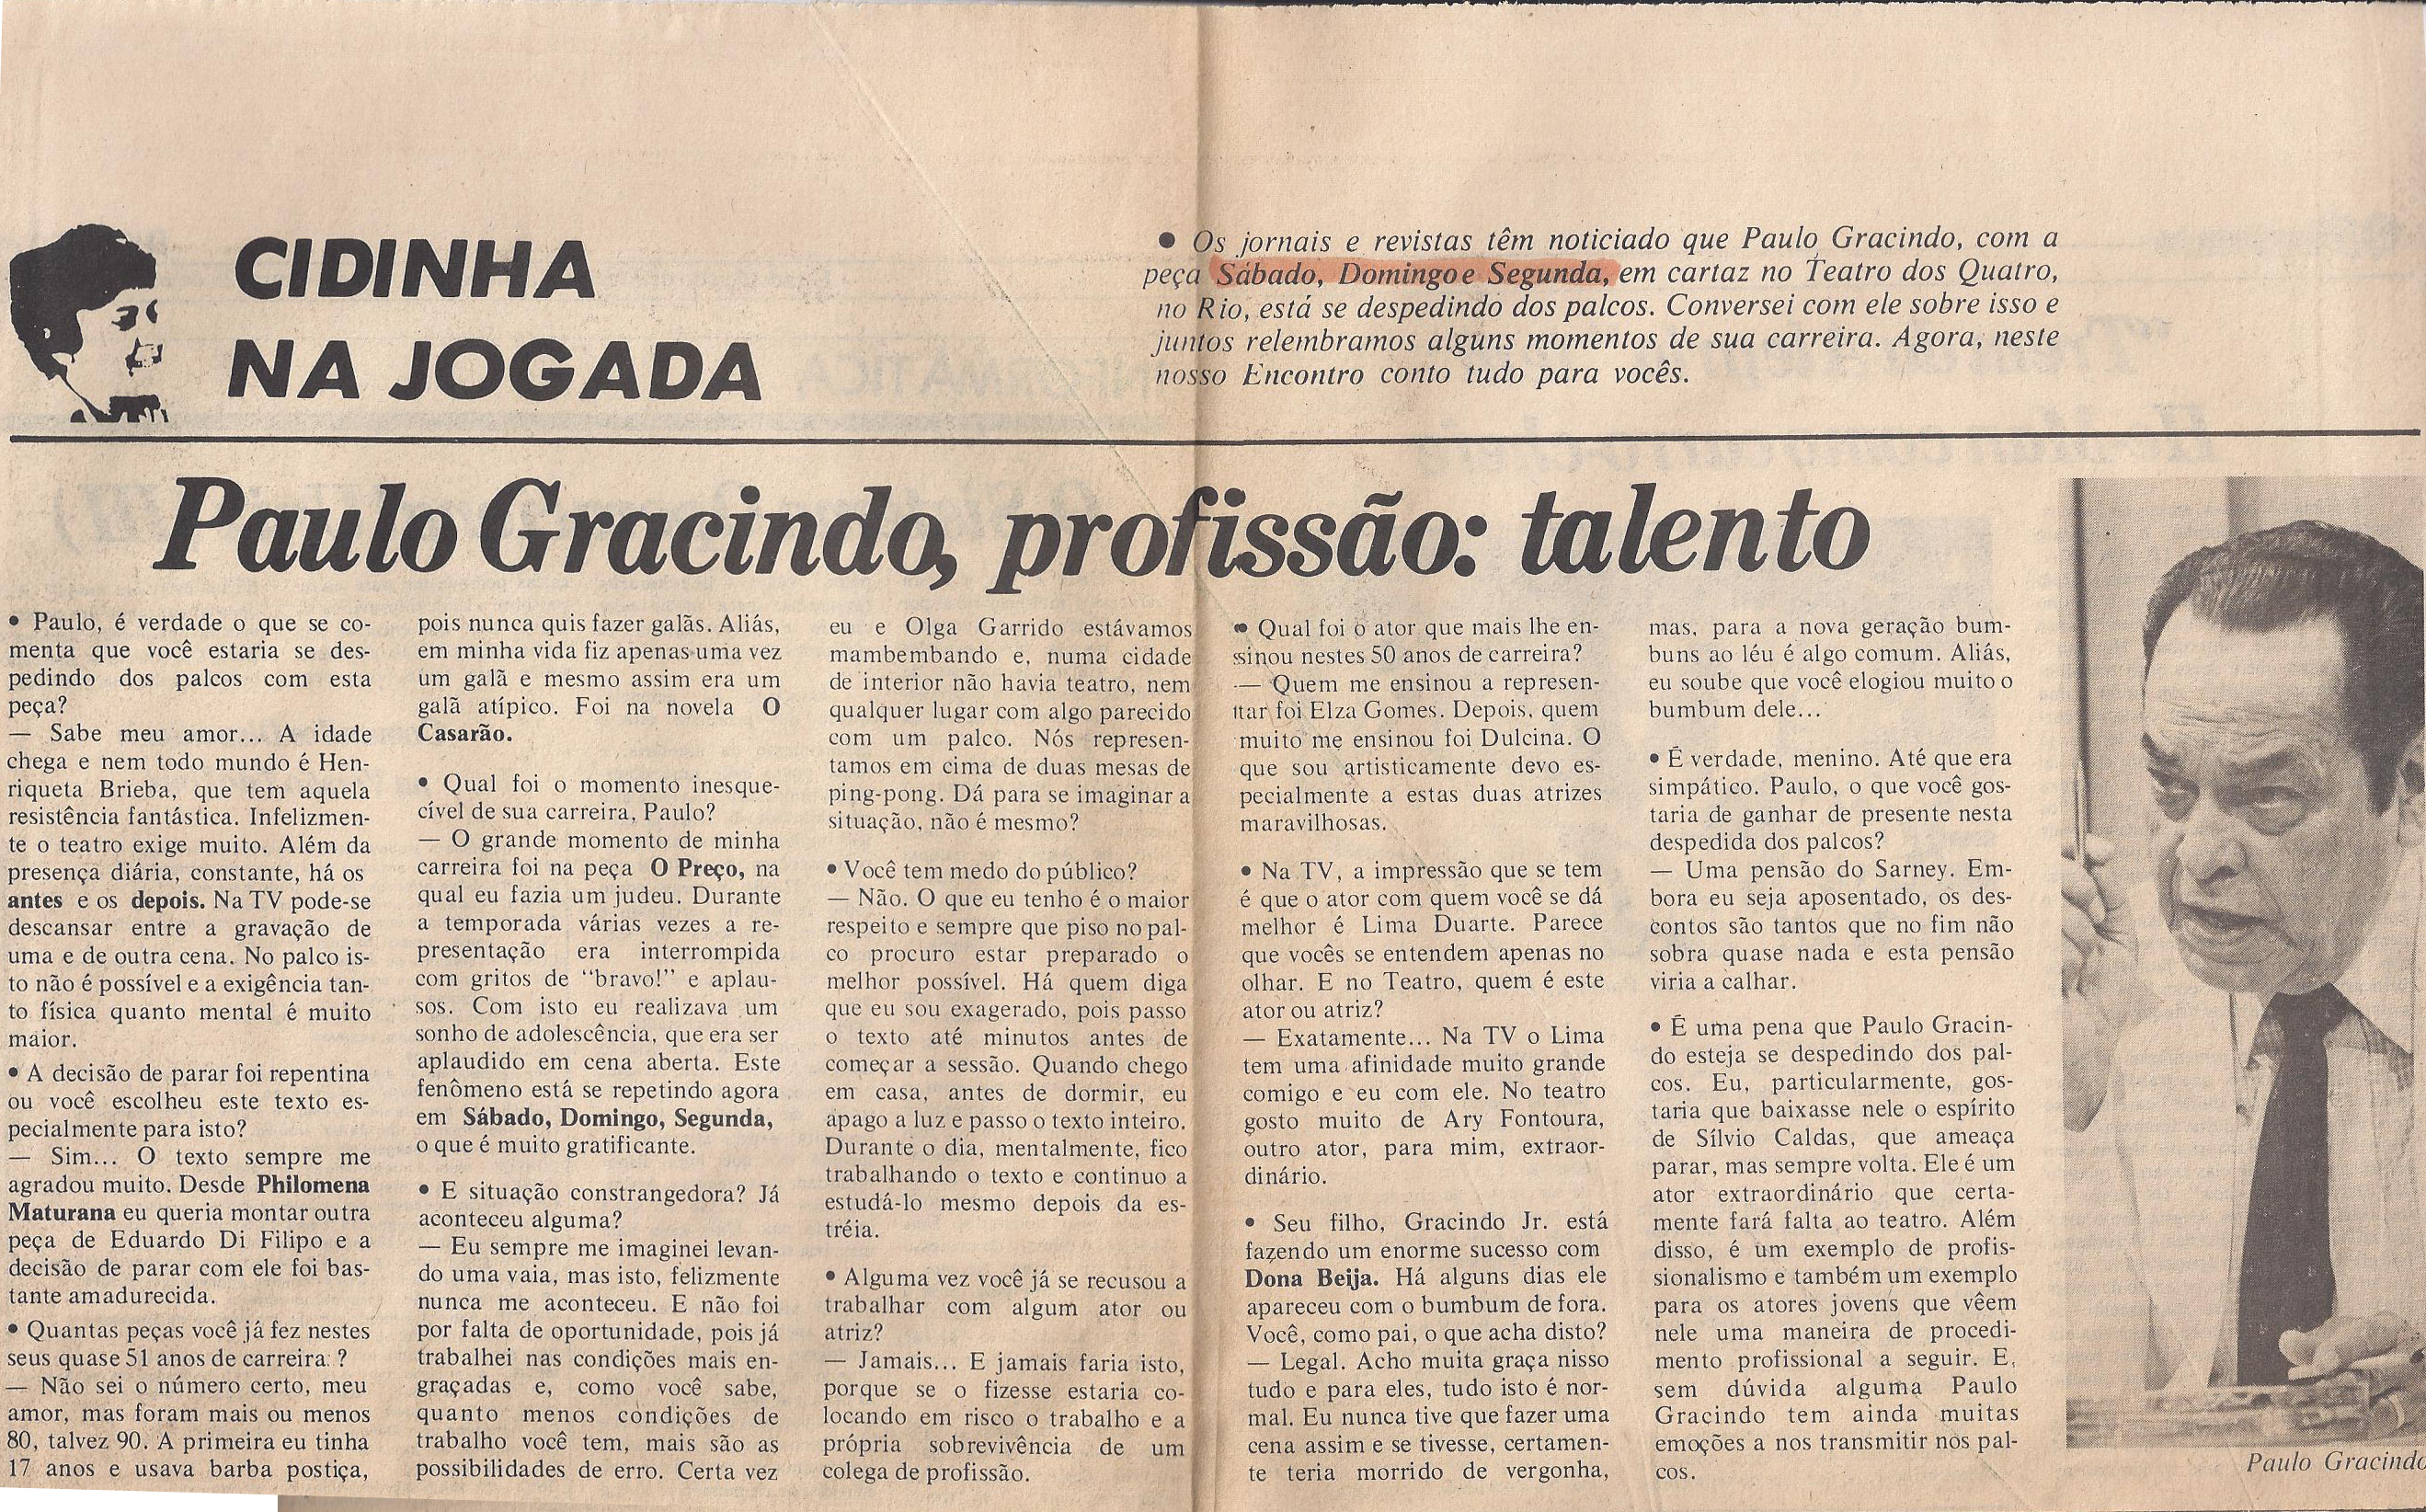 CIDINHA
NA JOGADA
• Os jornais e revistas têm noticiado que Paulo Gracindo, com a
peça Sábado, Domingo e Segunda, em cartaz no Teatro dos Quatro,
no Rio, está se despedindo dos palcos. Conversei com ele sobre isso e
juntos relembramos alguns momentos de sua carreira. Agora, neste
nosso Encontro conto tudo para vocês.
Paulo Gracindo, profissão: talento
• Paulo, é verdade o que se co-
menta que você estaria se des-
pedindo dos palcos com esta
peça?
— Sabe meu amor... A idade
chega e nem todo mundo é Hen-
riqueta Brieba, que tem aquela
resistência fantástica. Infelizmen-
te o teatro exige muito. Além da
presença diária, constante, há os
antes e os depois. Na TV pode-se
descansar entre a gravação de
uma e de outra cena. No palco is-
to não é possível e a exigência tan-
to física quanto mental é muito
maior.
• A decisão de parar foi repentina
ou você escolheu este texto es-
pecialmente para isto?
— Sim... O texto sempre me
agradou muito. Desde Philomena
Maturana eu queria montar outra
peça de Eduardo Di Filipo e a
decisão de parar com ele foi bas-
tante amadurecida.
• Quantas peças você já fez nestes
seus quase 51 anos de carreira: ?
— Não sei o número certo, meu
amor, mas foram mais ou menos
80, talvez 90. A primeira eu tinha
17 anos e usava barba postiça,
pois nunca quis fazer galãs. Aliás,
em minha vida fiz apenas uma vez
um galã e mesmo assim era um
galã atípico. Foi na novela O
Casarão.
• Qual foi o momento inesque-
cível de sua carreira, Paulo?
— O grande momento de minha
carreira foi na peça O Preço, na
qual eu fazia um judeu. Durante
a temporada várias vezes a re-
presentação era interrompida
com gritos de “bravo!” e aplau-
sos. Com isto eu realizava um
sonho de adolescência, que era ser
aplaudido em cena aberta. Este
fenômeno está se repetindo agora
em Sábado, Domingo, Segunda,
o que é muito gratificante.
• E situação constrangedora? Já
aconteceu alguma?
— Eu sempre me imaginei levan-
do uma vaia, mas isto, felizmente
nunca me aconteceu. E não foi
por falta de oportunidade, pois já
trabalhei nas condições mais en-
graçadas e, como você sabe,
quanto menos condições de
trabalho você tem, mais são as
possibilidades de erro. Certa vez
eu e Olga Garrido estávamos
mambembando e, numa cidade
de interior não havia teatro, nem
qualquer lugar com algo parecido
com um palco. Nós represen-
tamos em cima de duas mesas de
ping-pong. Dá para se imaginar a
situação, não é mesmo?
• Você tem medo do público?
— Não. O que eu tenho é o maior
respeito e sempre que piso no pal-
co procuro estar preparado o
melhor possível. Há quem diga
que eu sou exagerado, pois passo
o texto até minutos antes de
começar a sessão. Quando chego
em casa, antes de dormir, eu
apago a luz e passo o texto inteiro.
Durante o dia, mentalmente, fico
trabalhando o texto e continuo a
estudá-lo mesmo depois da es-
tréia.
• Alguma vez você já se recusou a
trabalhar com algum ator ou
atriz?
— Jamais... E jamais faria isto,
porque se o fizesse estaria co-
locando em risco o trabalho e a
própria sobrevivência de um
colega de profissão.
• Qual foi o ator que mais lhe en-
sinou nestes 50 anos de carreira?
— Quem me ensinou a represen-
tar foi Elza Gomes. Depois, quem
muito me ensinou foi Dulcina. O
que sou artisticamente devo es-
pecialmente a estas duas atrizes
maravilhosas.
• Na TV, a impressão que se tem
é que o ator com quem você se dá
melhor é Lima Duarte. Parece
que vocês se entendem apenas no
olhar. E no Teatro, quem é este
ator ou atriz?
— Exatamente... Na TV o Lima
tem uma afinidade muito grande
comigo e eu com ele. No teatro
gosto muito de Ary Fontoura,
outro ator, para mim, extraor-
dinário.
• Seu filho, Gracindo Jr. está
fazendo um enorme sucesso com
Dona Beija. Há alguns dias ele
apareceu com o bumbum de fora.
Você, como pai, o que acha disto?
— Legal. Acho muita graça nisso
tudo e para eles, tudo isto é nor-
mal. Eu nunca tive que fazer uma
cena assim e se tivesse, certamen-
te teria morrido de vergonha,
mas, para a nova geração bum-
buns ao léu é algo comum. Aliás,
eu soube que você elogiou muito o
bumbum dele...
• É verdade, menino. Até que era
simpático. Paulo, o que você gos-
taria de ganhar de presente nesta
despedida dos palcos?
— Uma pensão do Sarney. Em-
bora eu seja aposentado, os des-
contos são tantos que no fim não
sobra quase nada e esta pensão
viria a calhar.
• É uma pena que Paulo Gracin-
do esteja se despedindo dos pal-
cos. Eu, particularmente, gos-
taria que baixasse nele o espírito
de Sílvio Caldas, que ameaça
parar, mas sempre volta. Ele é um
ator extraordinário que certa-
mente fará falta ao teatro. Além
disso, é um exemplo de profis-
sionalismo e também um exemplo
para os atores jovens que vêem
nele uma maneira de procedi-
mento profissional a seguir. E,
sem dúvida alguma Paulo
Gracindo tem ainda muitas
emoções a nos transmitir nos pal-
cos.
Paulo Gracindo